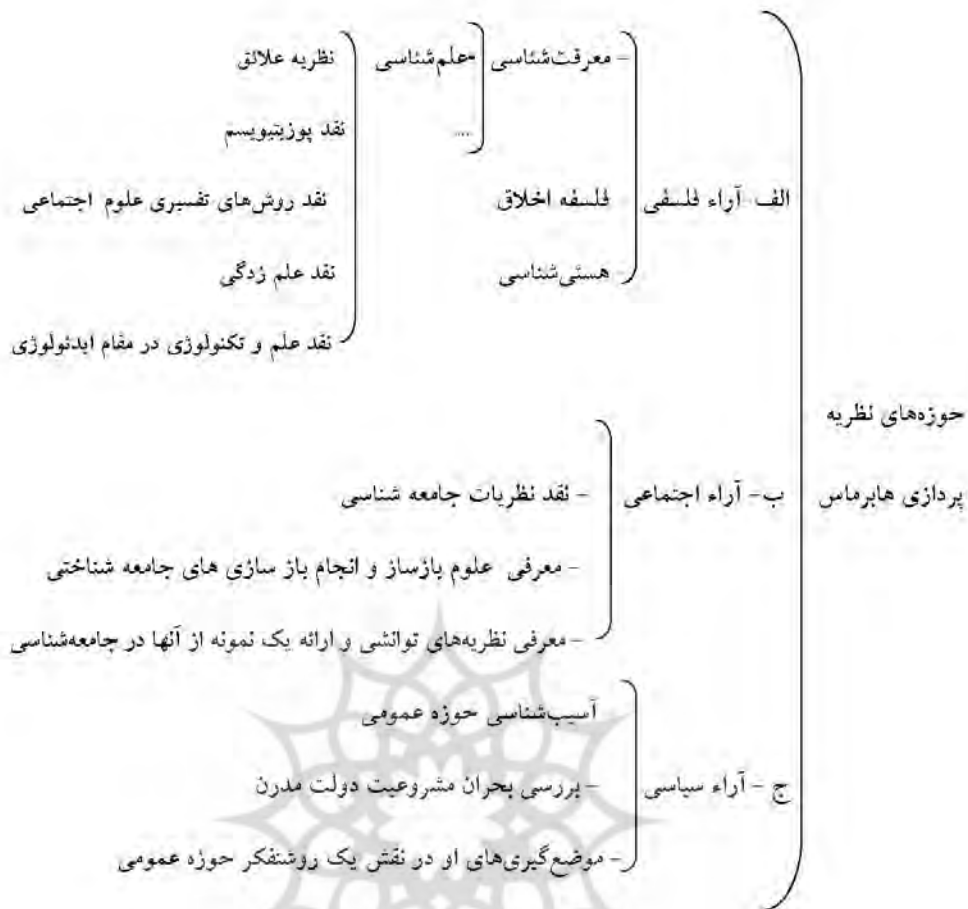 حوزه‌های نظریه
پردازی هابرماس
الف- آراء فلسفی
- معرفت‌شناسی
-علم‌شناسی
نظریه علائق
نقد پوزیتیویسم
نقد روش‌های تفسیری علوم اجتماعی
نقد علم زدگی
نقد علم و تکنولوژی در مقام ایدئولوژی
....
فلسفه اخلاق
- هستی‌شناسی
ب- آراء اجتماعی
- نقد نظریات جامعه شناسی
- معرفی علوم بازساز و انجام باز سازی های جامعه شناختی
- معرفی نظریه‌های توانشی و ارائه یک نمونه از آنها در جامعه‌شناسی
ج - آراء سیاسی
آسیب‌شناسی حوزه عمومی
- بررسی بحران مشروعیت دولت مدرن
- موضع‌گیری‌های او در نقش یک روشنفکر حوزه عمومی